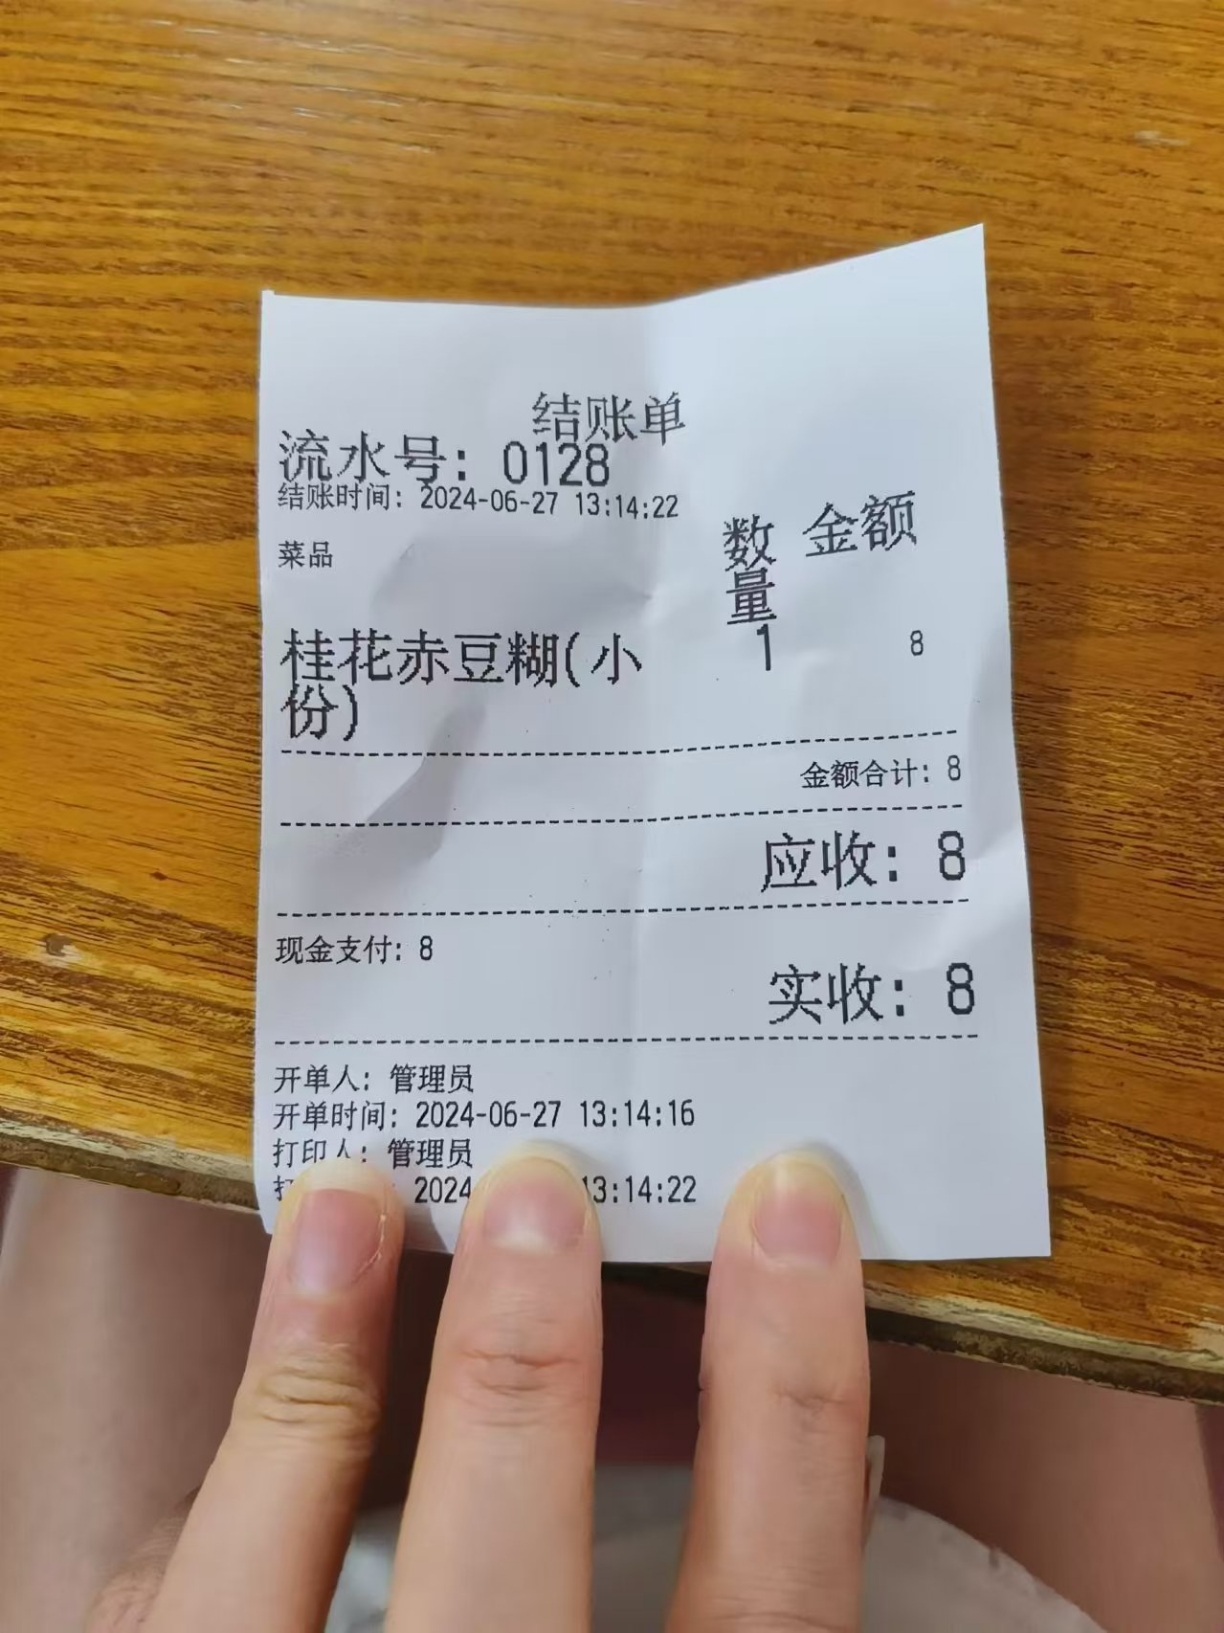 结账单
流水号: 0128
结账时间: 2024-06-27 13:14:22
菜品 数量 金额
桂花赤豆糊(小份) 1 8
金额合计: 8
应收: 8
现金支付: 8
实收: 8
开单人: 管理员
开单时间: 2024-06-27 13:14:16
打印人: 管理员
2024 13:14:22